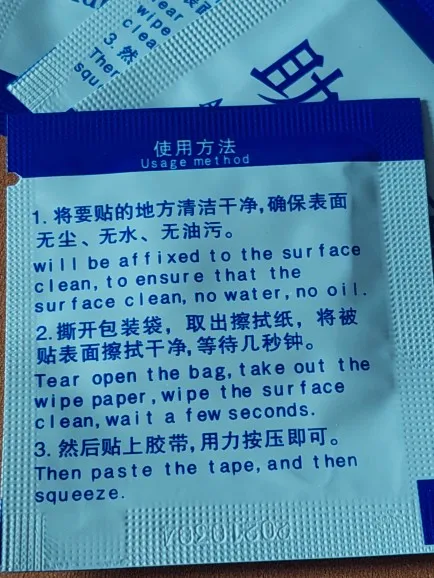 wipe
clea
3. 然
Ther
squ
助
使用方法
Usage method
1. 将要贴的地方清洁干净,确保表面
无尘、无水、无油污。
will be affixed to the surface
clean, to ensure that the
surface clean, no water, no oil.
2. 撕开包装袋，取出擦拭纸，将被
贴表面擦拭干净,等待几秒钟。
Tear open the bag, take out the
wipe paper, wipe the surface
clean, wait a few seconds.
3. 然后贴上胶带,用力按压即可。
Then paste the tape, and then
squeeze.